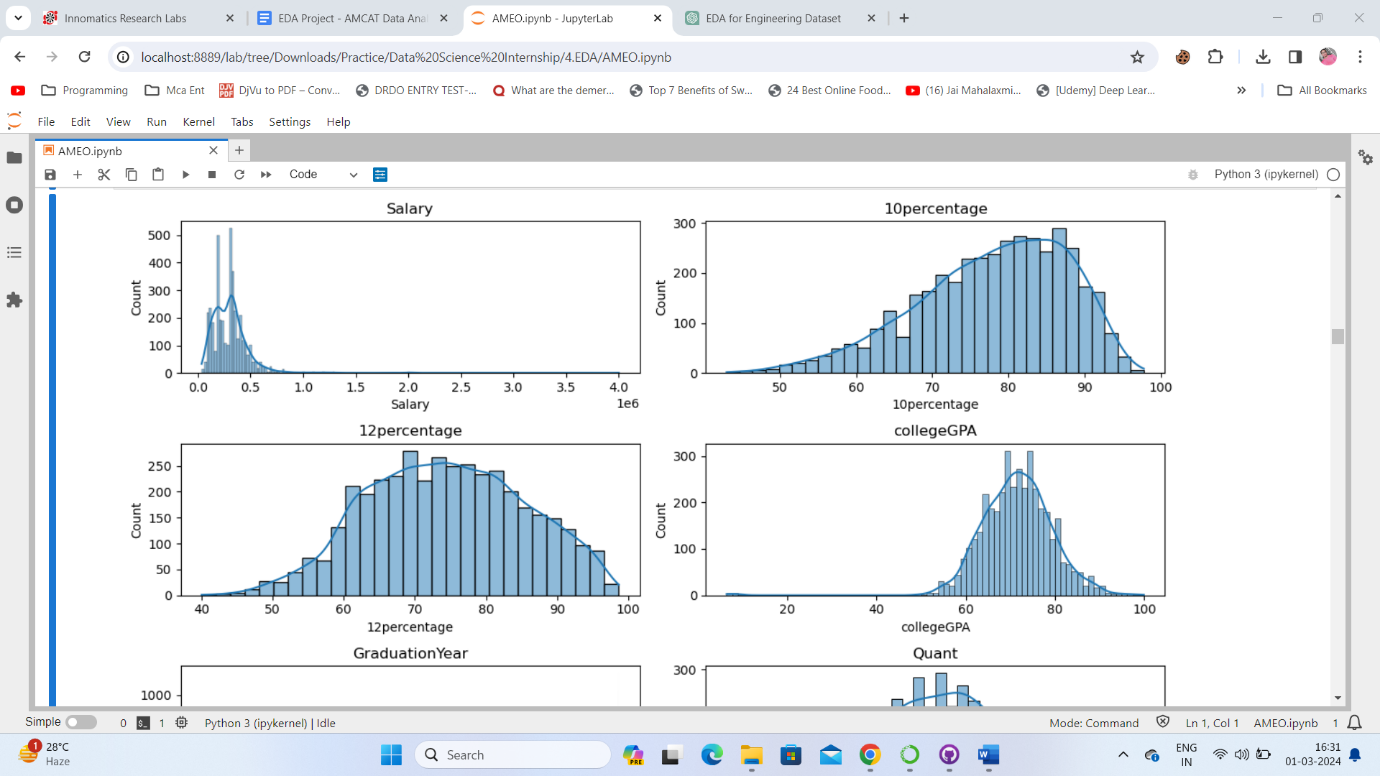 Innomatics Research Labs
EDA Project - AMCAT Data Anal
AMEO.ipynb - JupyterLab
EDA for Engineering Dataset
localhost:8889/lab/tree/Downloads/Practice/Data%20Science%20Internship/4.EDA/AMEO.ipynb
Programming
Mca Ent
DjVu to PDF – Conv...
DRDO ENTRY TEST-...
What are the demer...
Top 7 Benefits of Sw...
24 Best Online Food...
(16) Jai Mahalaxmi...
[Udemy] Deep Lear...
All Bookmarks
File Edit View Run Kernel Tabs Settings Help
AMEO.ipynb
Code
Python 3 (ipykernel)
Salary
500
400
300
200
100
0
Count
0.0 0.5 1.0 1.5 2.0 2.5 3.0 3.5 4.0
Salary
1e6
10percentage
300
200
100
0
Count
50 60 70 80 90 100
10percentage
12percentage
250
200
150
100
50
0
Count
40 50 60 70 80 90 100
12percentage
collegeGPA
300
200
100
0
Count
20 40 60 80 100
collegeGPA
GraduationYear
1000
Quant
300
Simple
0
1
Python 3 (ipykernel) | Idle
Mode: Command
Ln 1, Col 1
AMEO.ipynb
1
1
28°C
Haze
Search
PRE
ENG
IN
16:31
01-03-2024